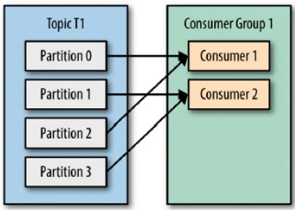 Topic T1
Partition 0
Partition 1
Partition 2
Partition 3
Consumer Group 1
Consumer 1
Consumer 2